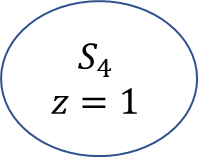 S₄
z = 1